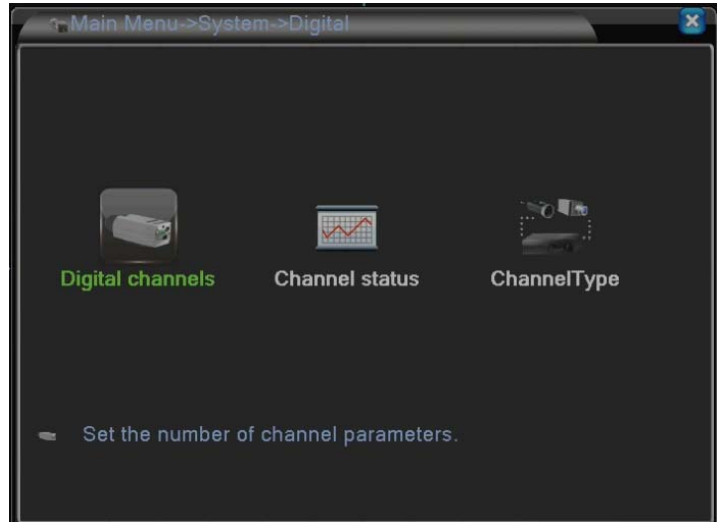 Main Menu->System->Digital
Digital channels
Channel status
ChannelType
Set the number of channel parameters.